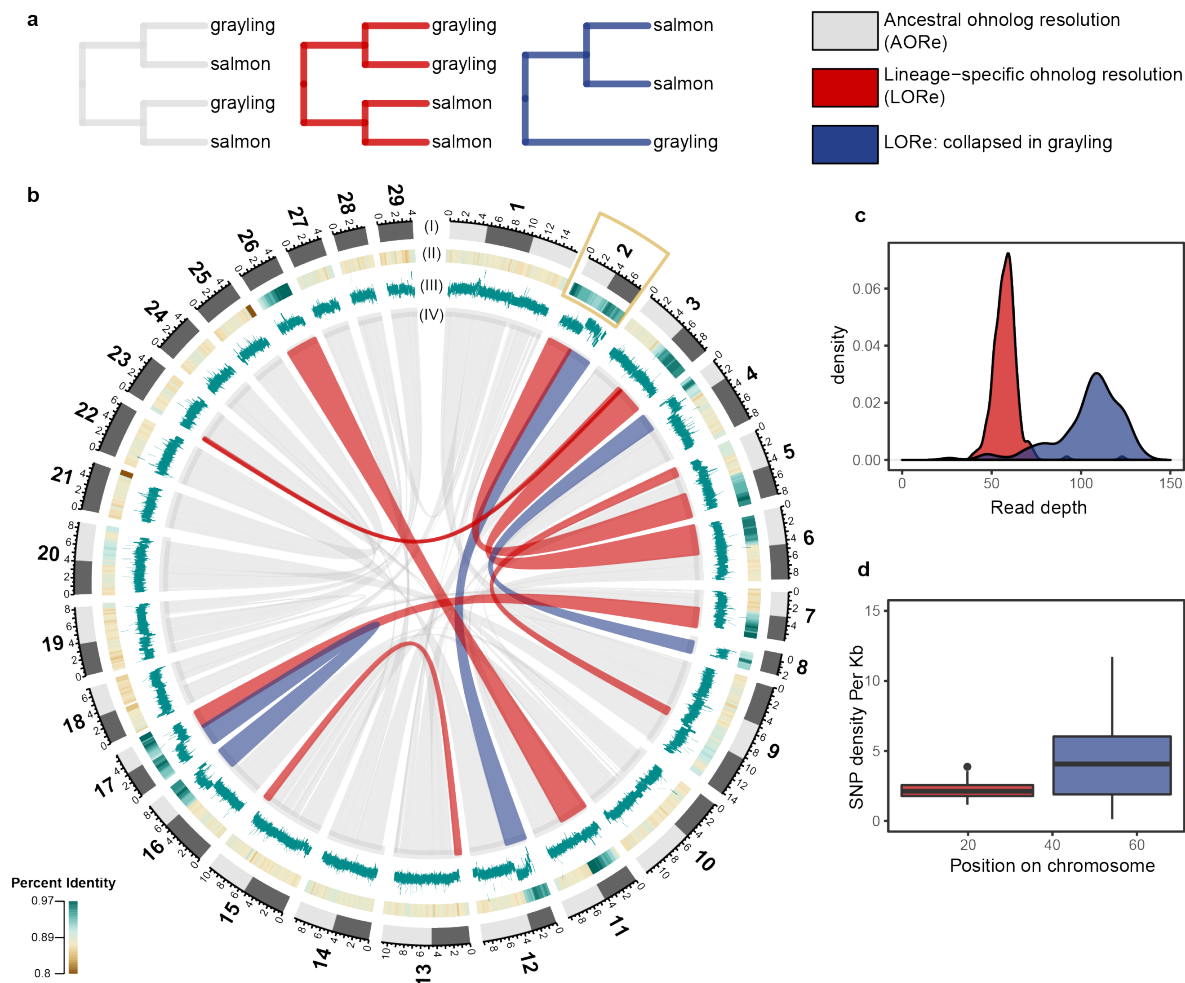 a
grayling
salmon
grayling
salmon
grayling
grayling
salmon
salmon
salmon
salmon
grayling
Ancestral ohnolog resolution
(AORe)
Lineage−specific ohnolog resolution
(LORe)
LORe: collapsed in grayling
b
(I)
(II)
(III)
(IV)
1
2
3
4
5
6
7
8
9
10
11
12
13
14
15
16
17
18
19
20
21
22
23
24
25
26
27
28
29
Percent Identity
0.97
0.89
0.8
c
density
0.06
0.04
0.02
0.00
0 50 100 150
Read depth
d
SNP density Per Kb
15
10
5
0
20 40 60
Position on chromosome